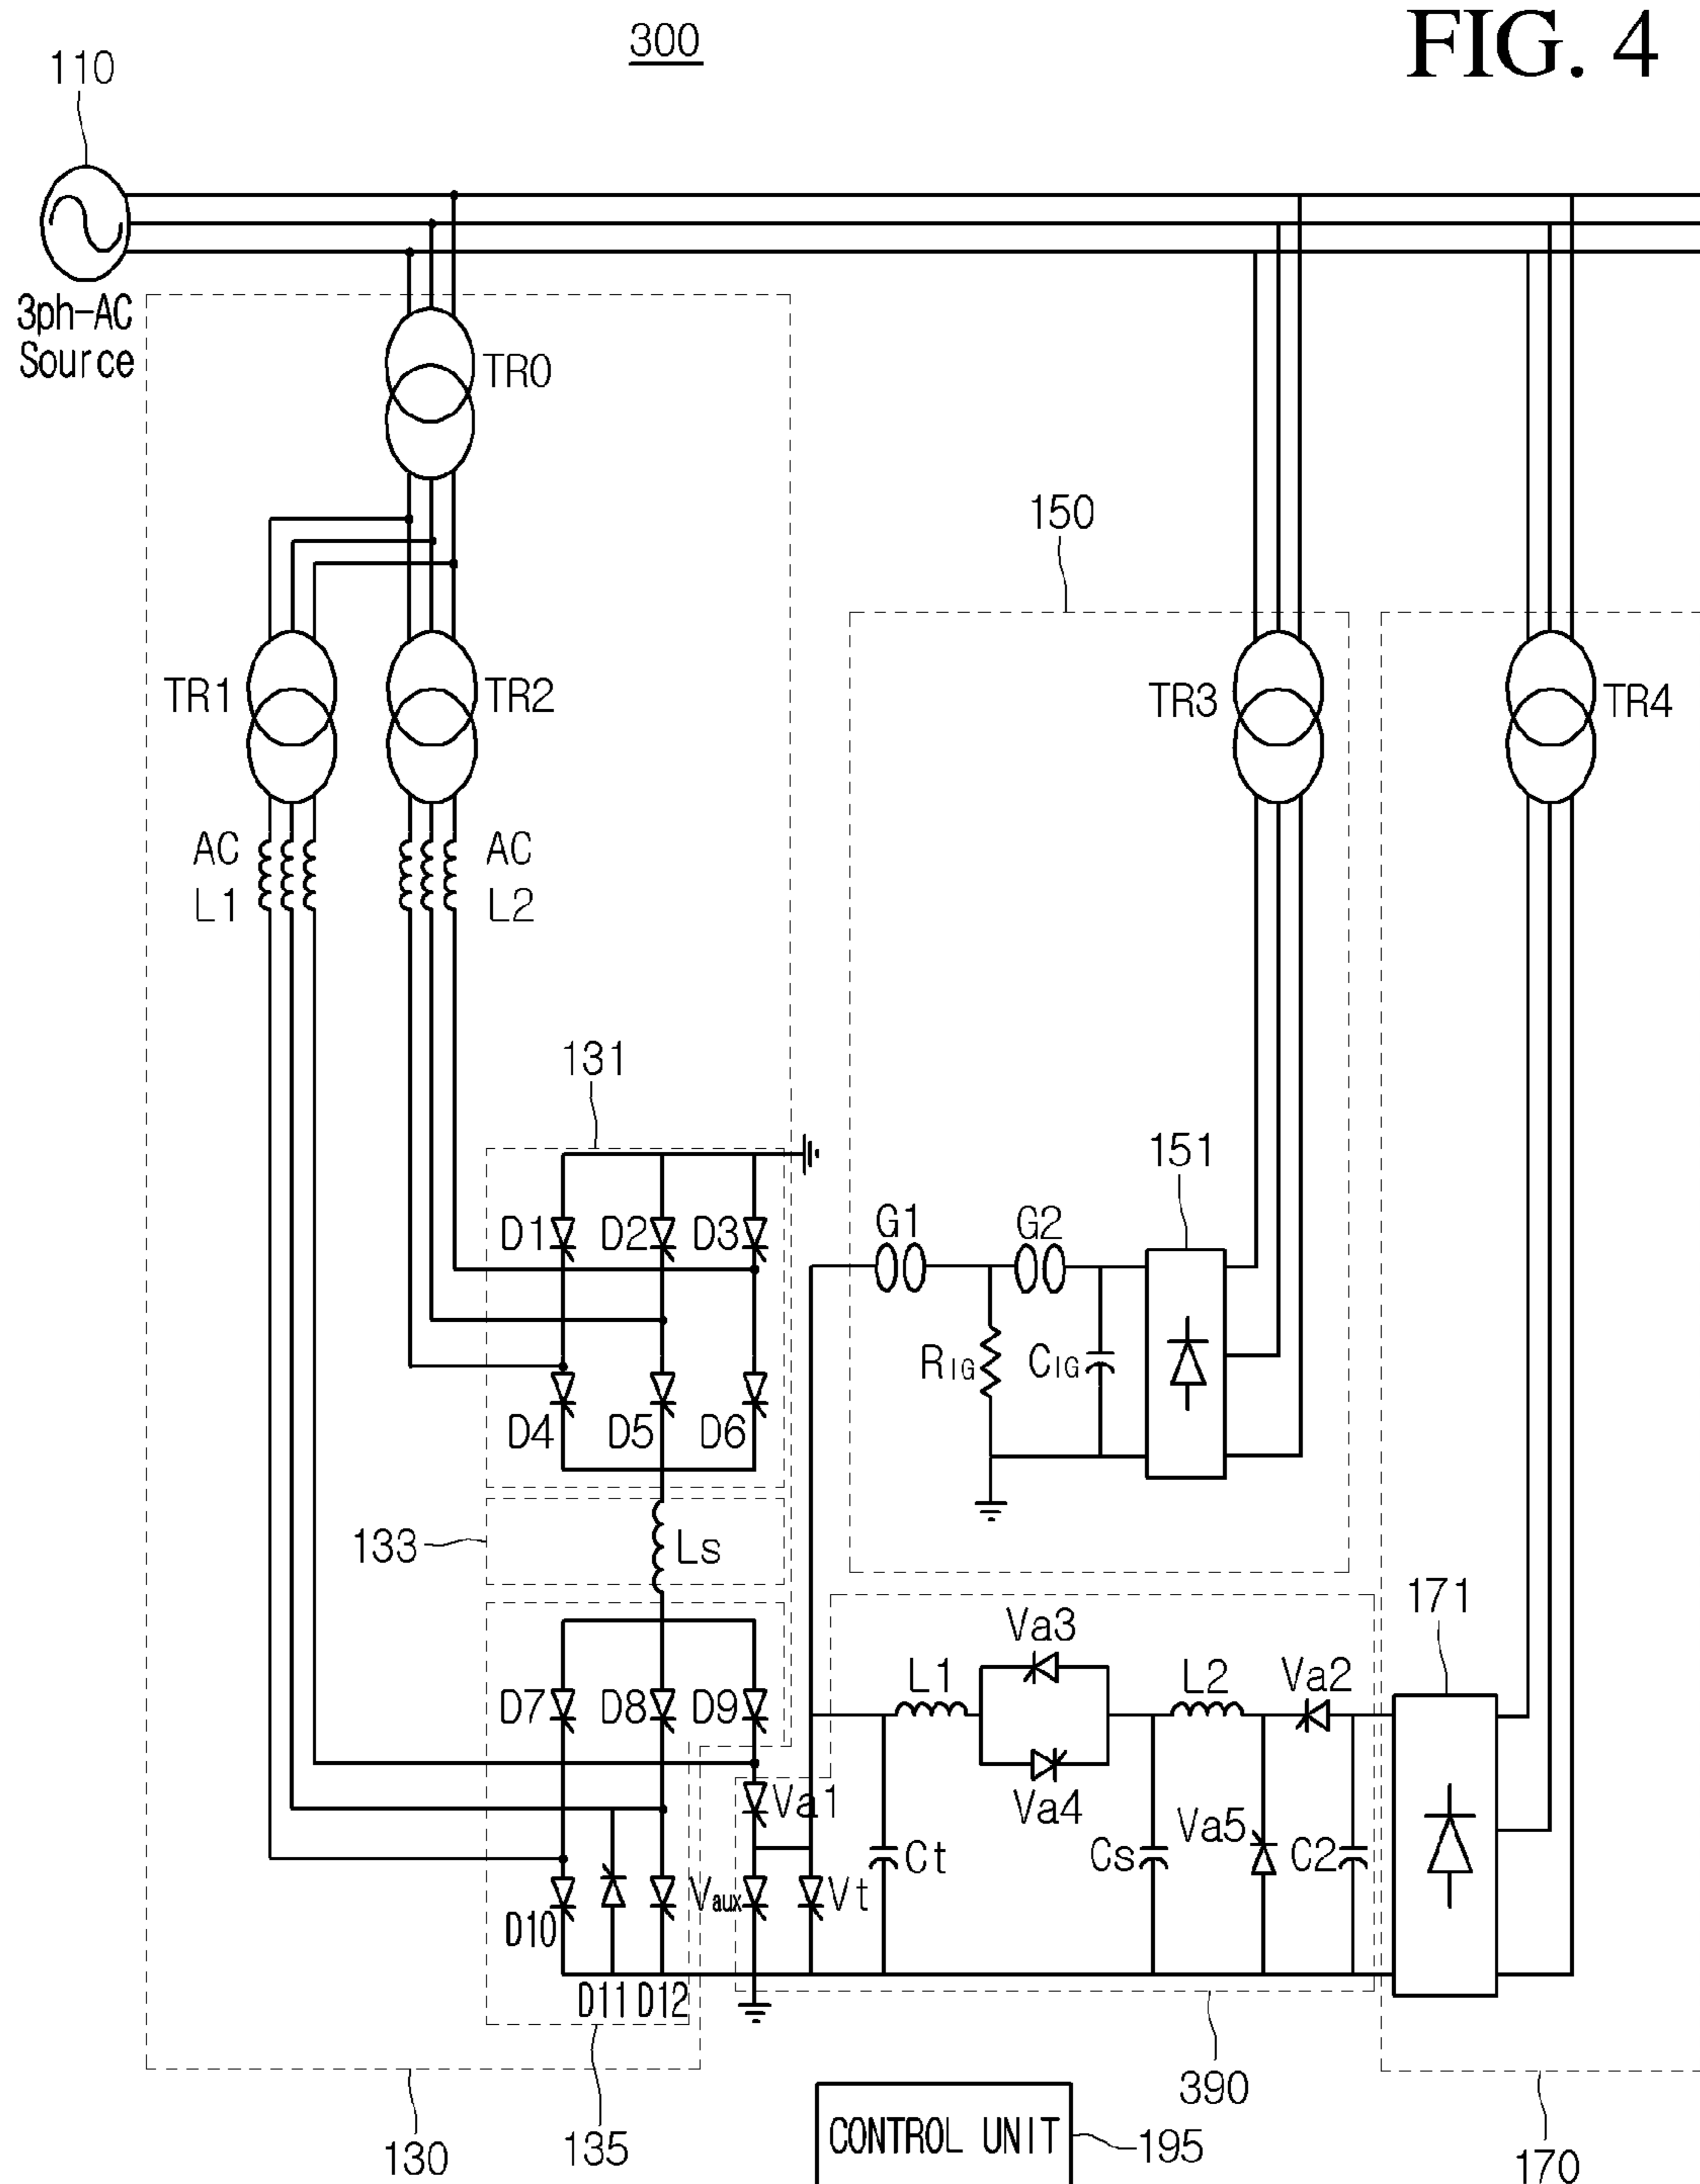 FIG. 4
300
110
3ph-AC
Source
TR0
150
TR1
TR2
TR3
TR4
AC
L1
AC
L2
131
151
D1
D2
D3
G1
G2
RIG
CIG
D4
D5
D6
133
Ls
171
Va3
L1
L2
Va2
D7
D8
D9
Va1
Va4
Va5
Ct
Cs
C2
Vaux
Vt
D10
D11
D12
390
130
135
CONTROL UNIT
195
170